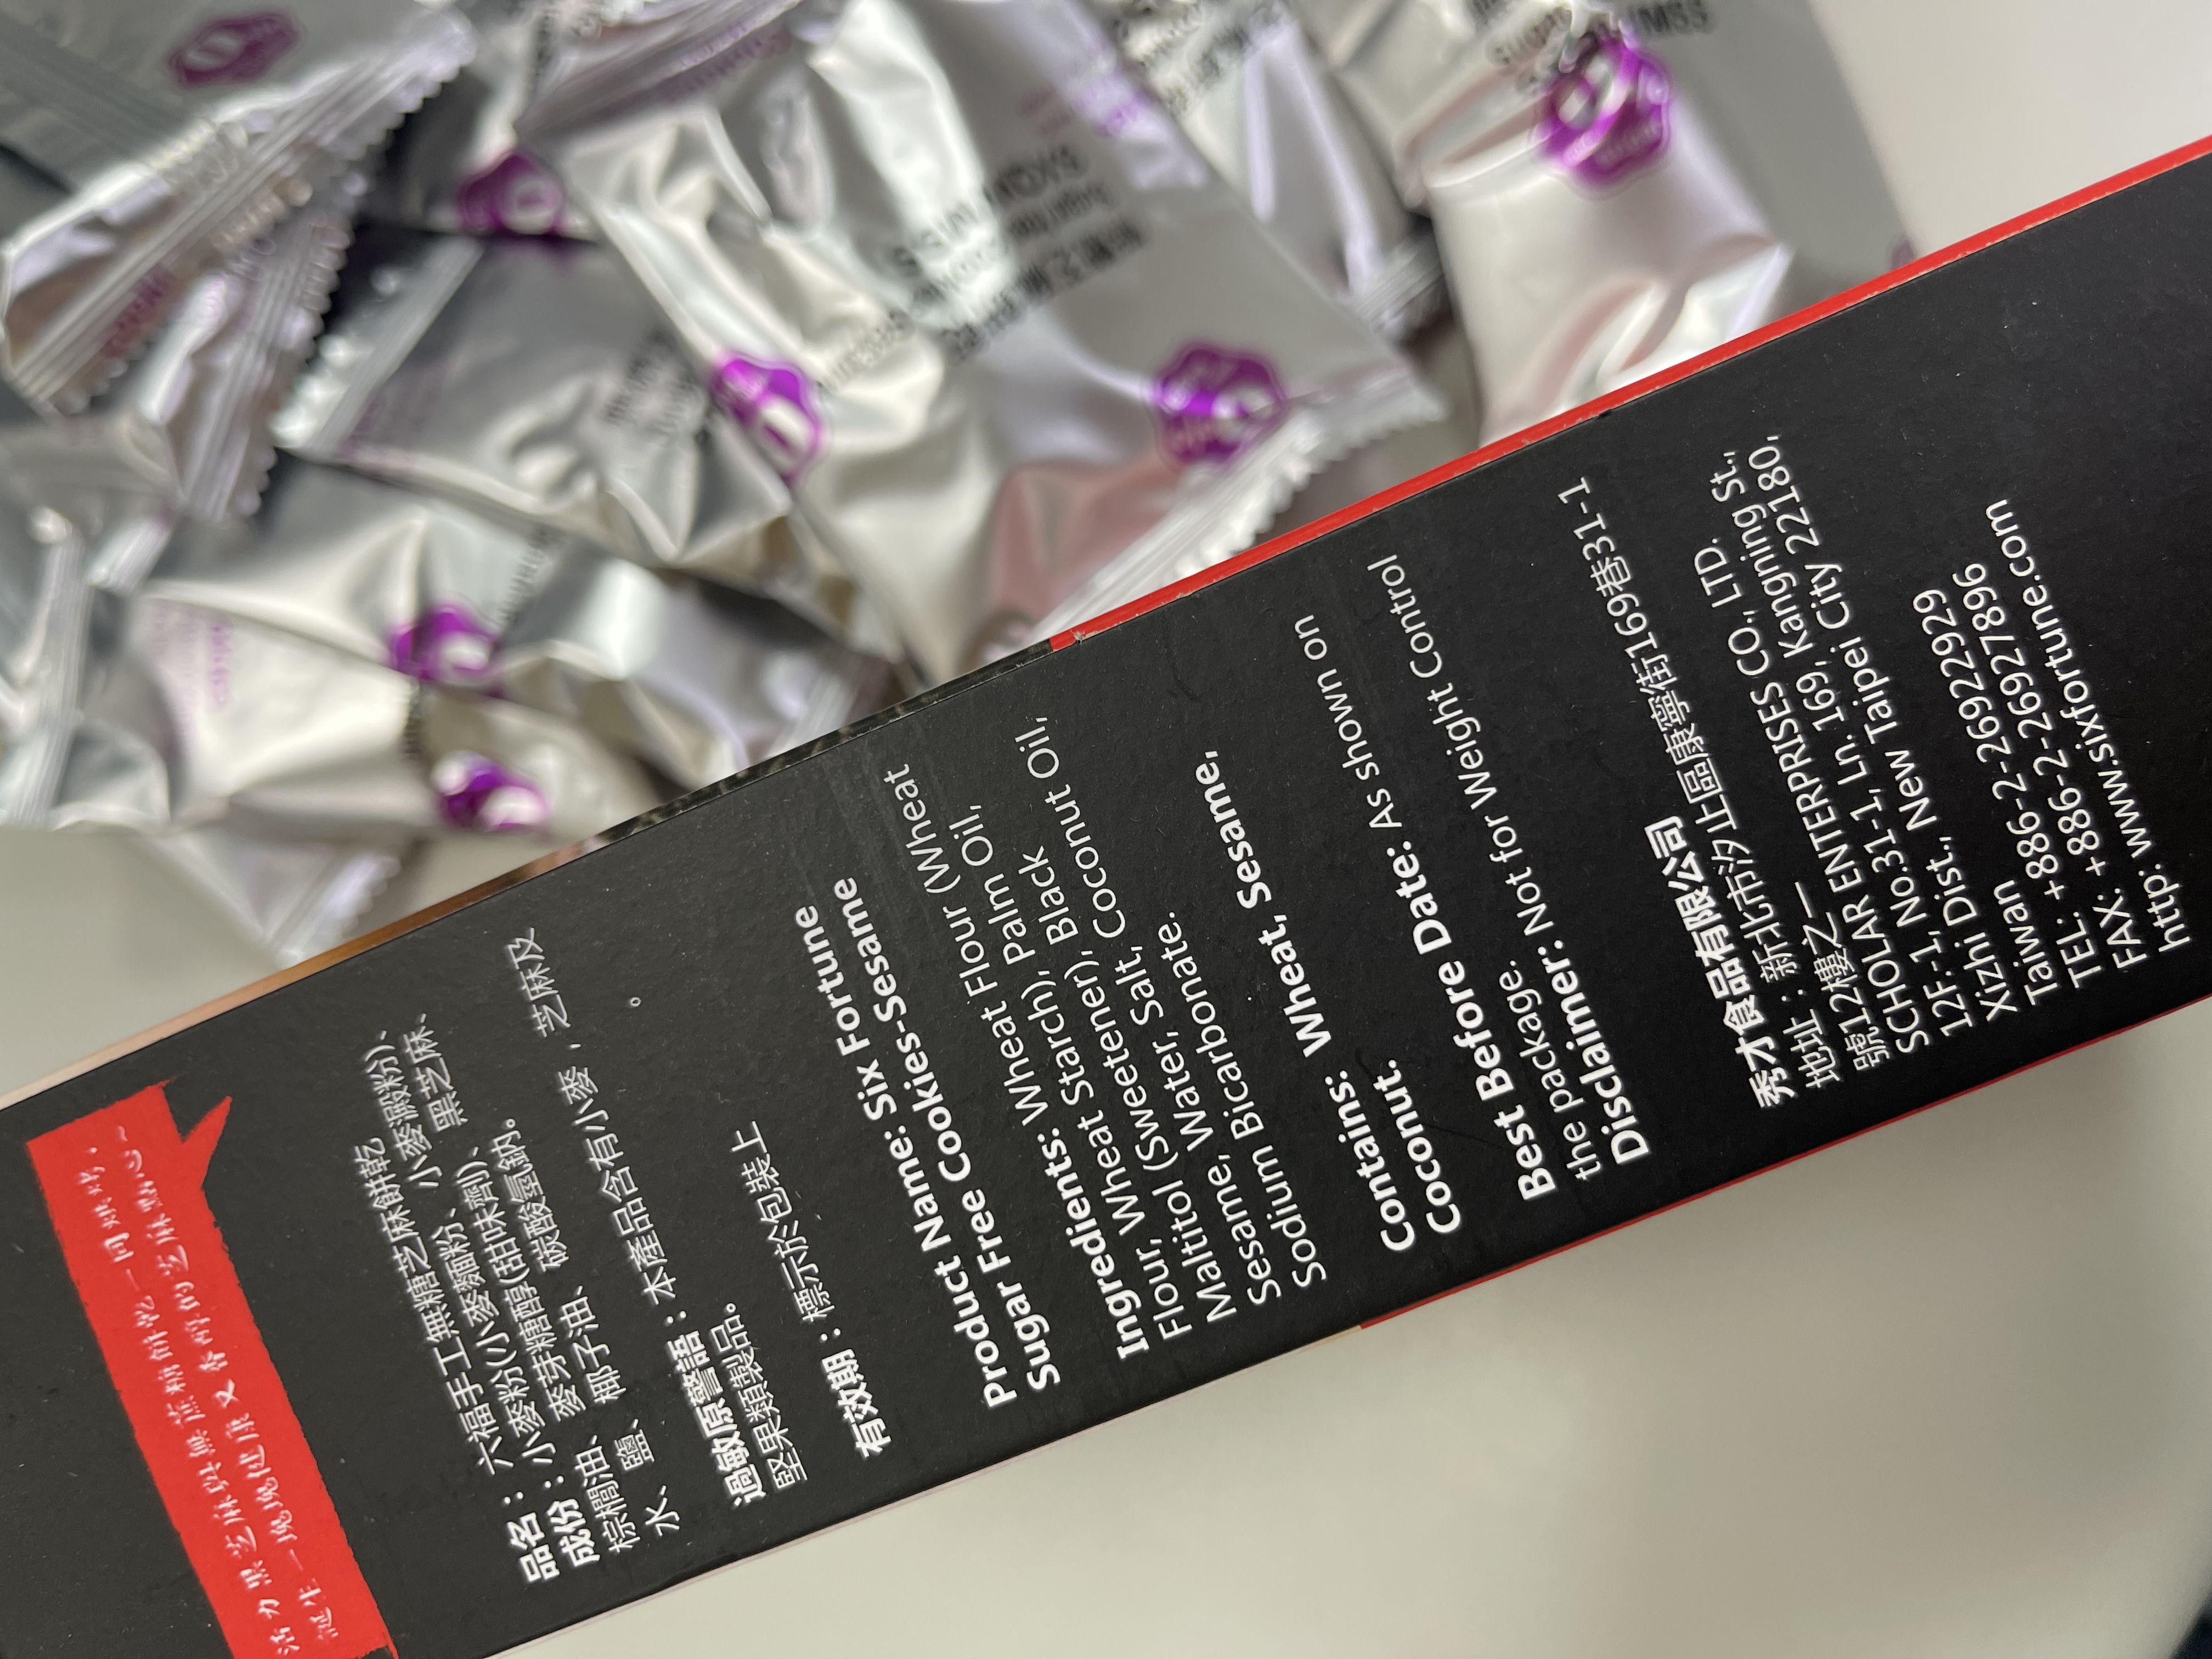 活力黑芝麻與無蔗糖餅乾一同烘烤，
誕生一塊塊健康又香醇的芝麻點心~
品名：六福手工無糖芝麻餅乾
成份：小麥粉(小麥麵粉、小麥澱粉)、
棕櫚油、麥芽糖醇(甜味劑)、黑芝麻、
水、鹽、椰子油、碳酸氫鈉。
過敏原警語：本產品含有小麥，芝麻及
堅果類製品。
有效期：標示於包裝上
Product Name: Six Fortune
Sugar Free Cookies-Sesame
Ingredients: Wheat Flour (Wheat
Flour, Wheat Starch), Palm Oil,
Maltitol (Sweetener), Black
Sesame, Water, Salt, Coconut Oil,
Sodium Bicarbonate.
Contains: Wheat, Sesame,
Coconut.
Best Before Date: As shown on
the package.
Disclaimer: Not for Weight Control
秀才食品有限公司
地址：新北市汐止區康寧街169巷31-1
號12樓之一
SCHOLAR ENTERPRISES CO., LTD.
12F-1, No.31-1, Ln. 169, Kangning St.,
Xizhi Dist., New Taipei City 22180,
Taiwan
TEL: +886-2-26922929
FAX: +886-2-26927896
http: www.sixfortune.com